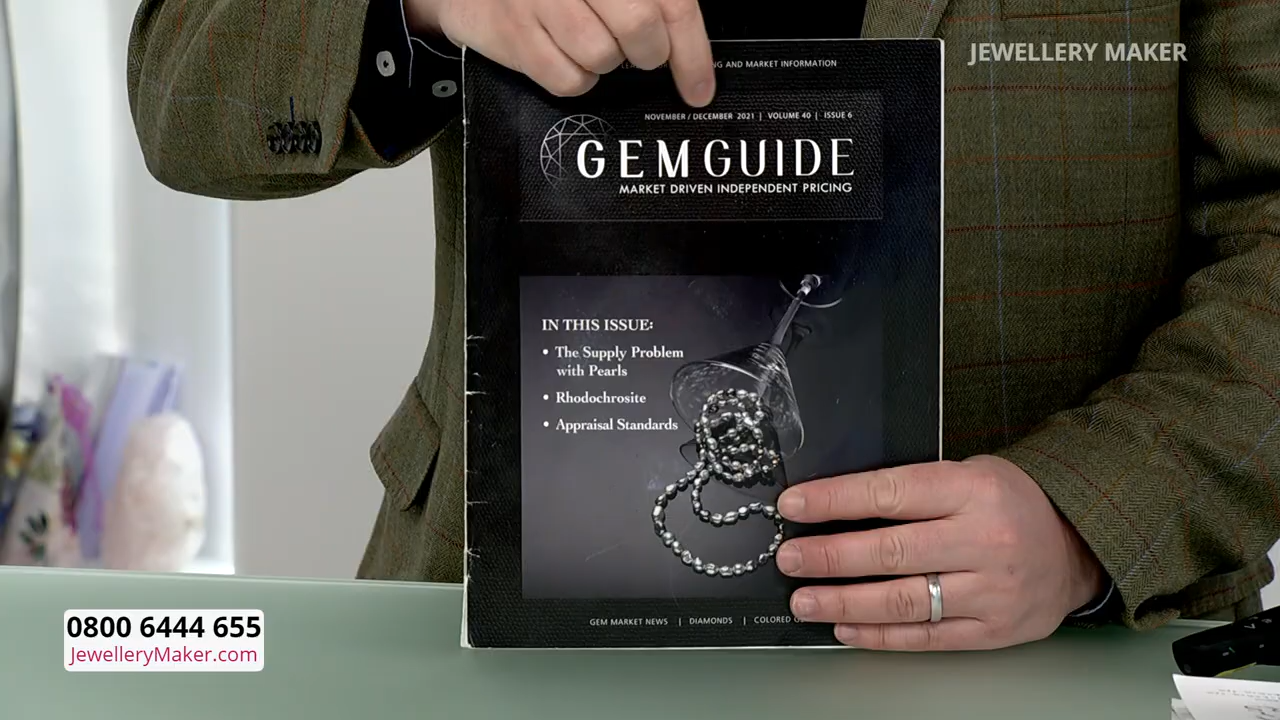 JEWELLERY MAKER
AND MARKET INFORMATION
NOVEMBER / DECEMBER 2021 | VOLUME 40 | ISSUE 6
GEMGUIDE
MARKET DRIVEN INDEPENDENT PRICING
IN THIS ISSUE:
• The Supply Problem
with Pearls
• Rhodochrosite
• Appraisal Standards
GEM MARKET NEWS | DIAMONDS | COLORED
0800 6444 655
JewelleryMaker.com